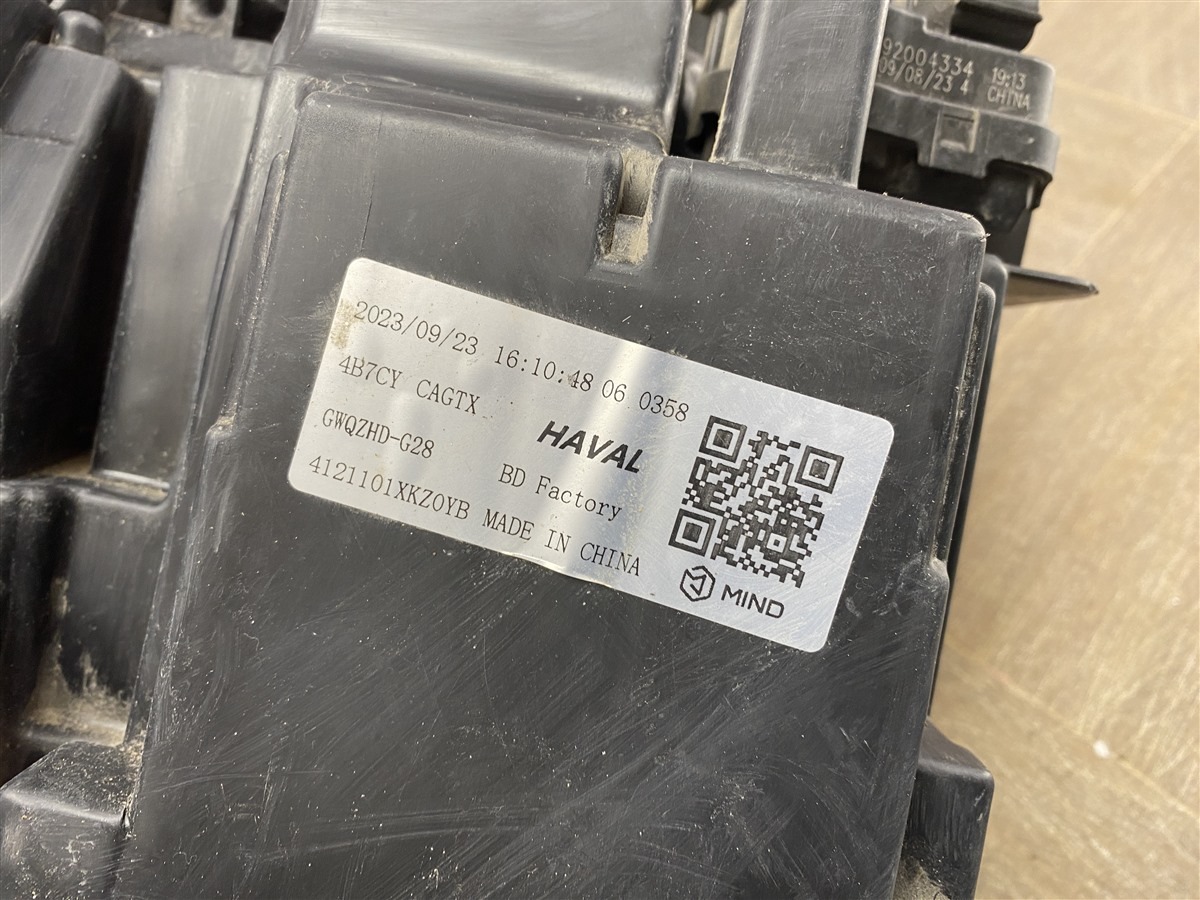 92004334
09/08/23 4
19:13
CHINA
2023/09/23 16:10:48 06 0358
4B7CY CAGTX
GWQZHD-G28
HAVAL
BD Factory
4121101XKZ0YB MADE IN CHINA
MIND